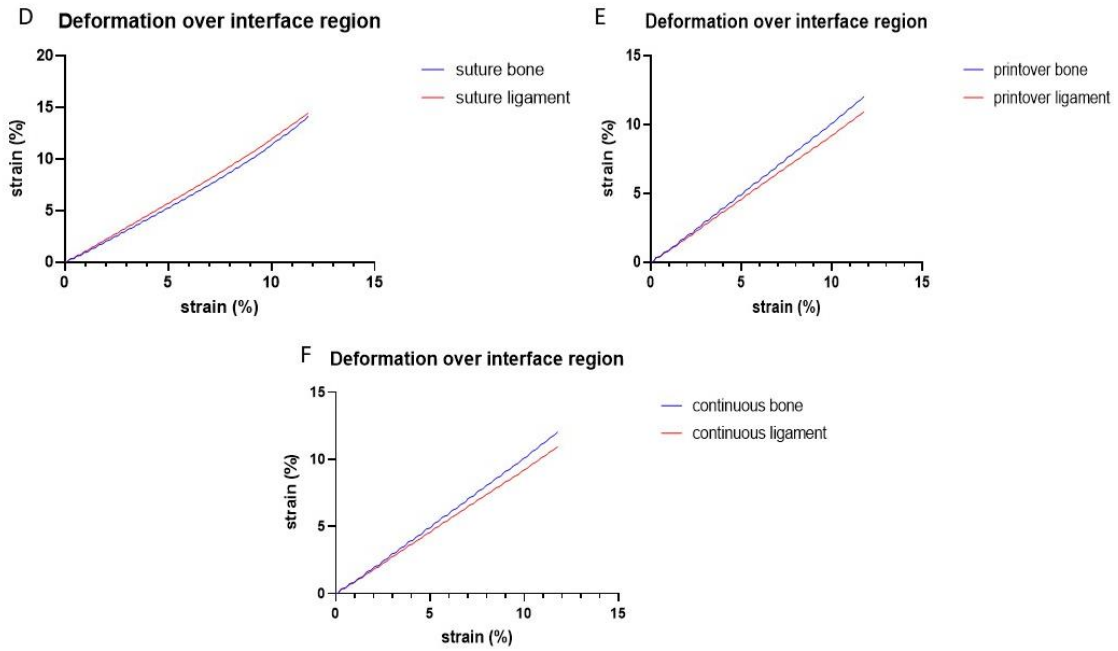 D Deformation over interface region
suture bone
suture ligament
20
15
10
5
0
strain (%)
0 5 10 15
strain (%)
E Deformation over interface region
printover bone
printover ligament
15
10
5
0
strain (%)
0 5 10 15
strain (%)
F Deformation over interface region
continuous bone
continuous ligament
15
10
5
0
strain (%)
0 5 10 15
strain (%)